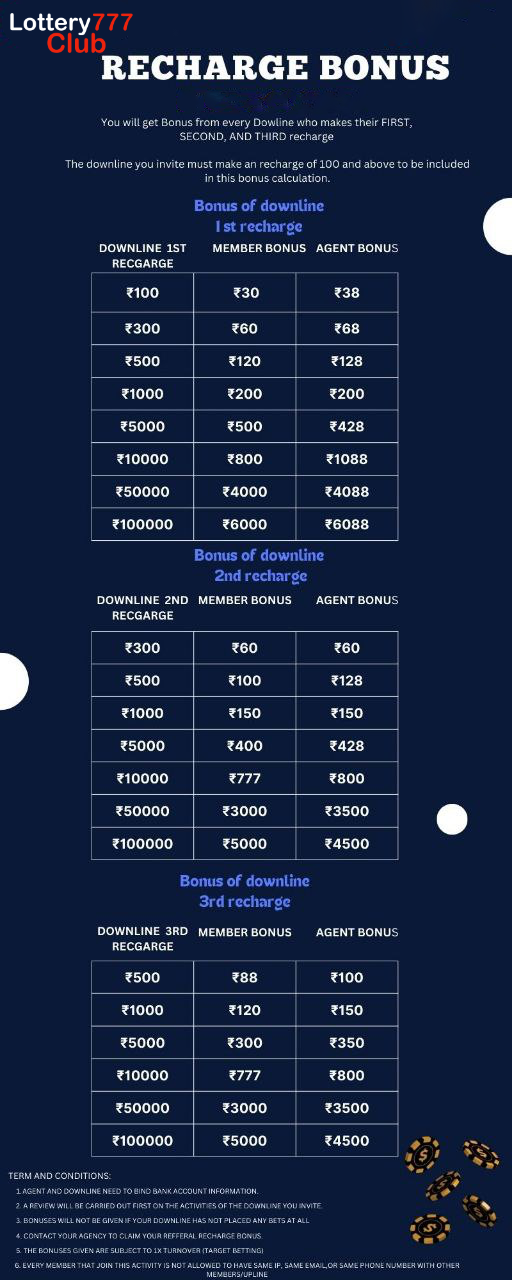 Lottery777
Club
RECHARGE BONUS
You will get Bonus from every Dowline who makes their FIRST,
SECOND, AND THIRD recharge
The downline you invite must make an recharge of 100 and above to be included
in this bonus calculation.
Bonus of downline
1st recharge
DOWNLINE 1ST MEMBER BONUS AGENT BONUS
RECGARGE
₹100 ₹30 ₹38
₹300 ₹60 ₹68
₹500 ₹120 ₹128
₹1000 ₹200 ₹200
₹5000 ₹500 ₹428
₹10000 ₹800 ₹1088
₹50000 ₹4000 ₹4088
₹100000 ₹6000 ₹6088
Bonus of downline
2nd recharge
DOWNLINE 2ND MEMBER BONUS AGENT BONUS
RECGARGE
₹300 ₹60 ₹60
₹500 ₹100 ₹128
₹1000 ₹150 ₹150
₹5000 ₹400 ₹428
₹10000 ₹777 ₹800
₹50000 ₹3000 ₹3500
₹100000 ₹5000 ₹4500
Bonus of downline
3rd recharge
DOWNLINE 3RD MEMBER BONUS AGENT BONUS
RECGARGE
₹500 ₹88 ₹100
₹1000 ₹120 ₹150
₹5000 ₹300 ₹350
₹10000 ₹777 ₹800
₹50000 ₹3000 ₹3500
₹100000 ₹5000 ₹4500
TERM AND CONDITIONS:
1. AGENT AND DOWNLINE NEED TO BIND BANK ACCOUNT INFORMATION.
2. A REVIEW WILL BE CARRIED OUT FIRST ON THE ACTIVITIES OF THE DOWNLINE YOU INVITE.
3. BONUSES WILL NOT BE GIVEN IF YOUR DOWNLINE HAS NOT PLACED ANY BETS AT ALL
4. CONTACT YOUR AGENCY TO CLAIM YOUR REFFERAL RECHARGE BONUS.
5. THE BONUSES GIVEN ARE SUBJECT TO 1X TURNOVER (TARGET BETTING)
6. EVERY MEMBER THAT JOIN THIS ACTIVITY IS NOT ALLOWED TO HAVE SAME IP, SAME EMAIL,OR SAME PHONE NUMBER WITH OTHER
MEMBERS/UPLINE